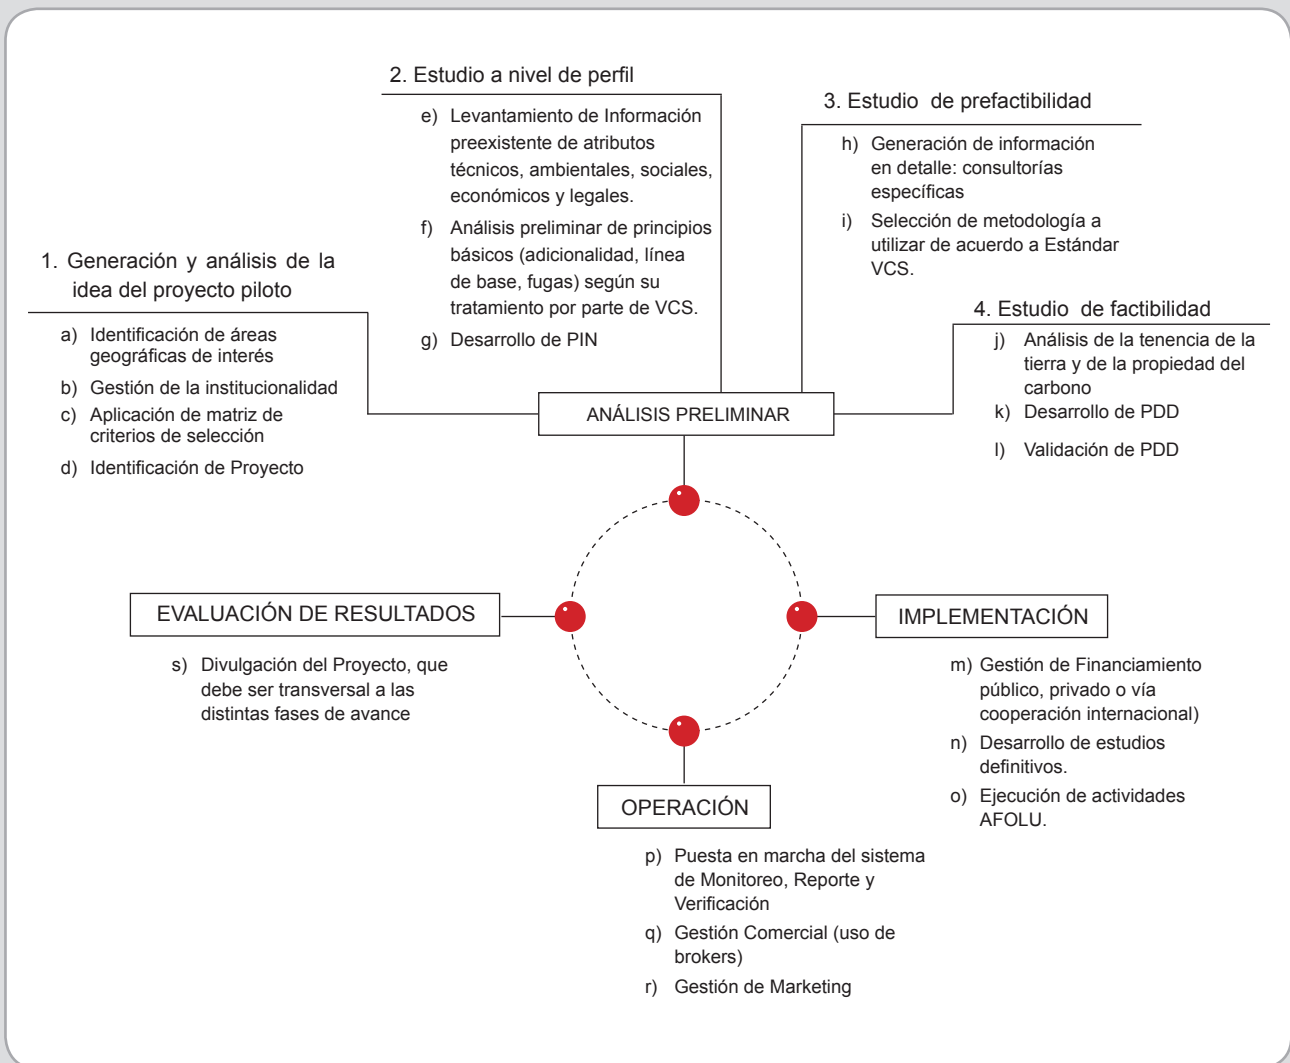 1. Generación y análisis de la
idea del proyecto piloto
a) Identificación de áreas
geográficas de interés
b) Gestión de la institucionalidad
c) Aplicación de matriz de
criterios de selección
d) Identificación de Proyecto
2. Estudio a nivel de perfil
e) Levantamiento de Información
preexistente de atributos
técnicos, ambientales, sociales,
económicos y legales.
f) Análisis preliminar de principios
básicos (adicionalidad, línea
de base, fugas) según su
tratamiento por parte de VCS.
g) Desarrollo de PIN
3. Estudio de prefactibilidad
h) Generación de información
en detalle: consultorías
específicas
i) Selección de metodología a
utilizar de acuerdo a Estándar
VCS.
4. Estudio de factibilidad
j) Análisis de la tenencia de la
tierra y de la propiedad del
carbono
k) Desarrollo de PDD
l) Validación de PDD
ANÁLISIS PRELIMINAR
IMPLEMENTACIÓN
m) Gestión de Financiamiento
público, privado o vía
cooperación internacional)
n) Desarrollo de estudios
definitivos.
o) Ejecución de actividades
AFOLU.
OPERACIÓN
p) Puesta en marcha del sistema
de Monitoreo, Reporte y
Verificación
q) Gestión Comercial (uso de
brokers)
r) Gestión de Marketing
EVALUACIÓN DE RESULTADOS
s) Divulgación del Proyecto, que
debe ser transversal a las
distintas fases de avance